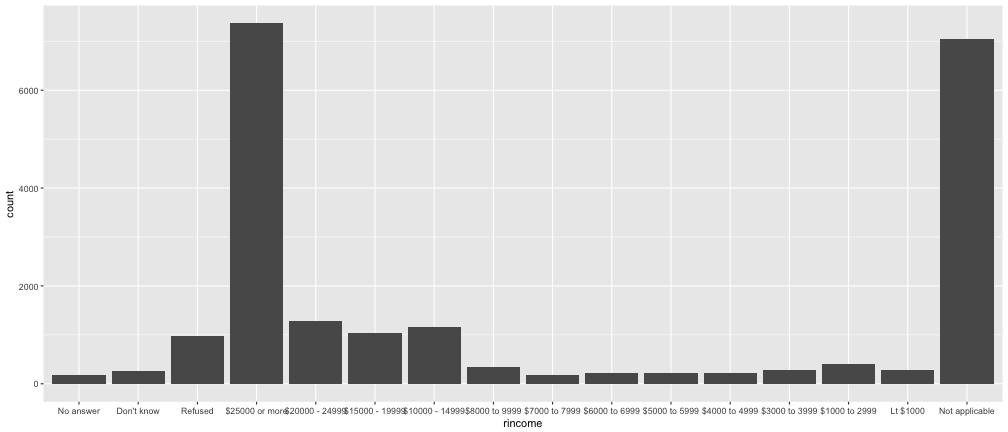 count
6000
4000
2000
0
No answer Don't know Refused $25000 or more $20000 - 24999 $15000 - 19999 $10000 - 14999 $8000 to 9999 $7000 to 7999 $6000 to 6999 $5000 to 5999 $4000 to 4999 $3000 to 3999 $1000 to 2999 Lt $1000 Not applicable
rincome